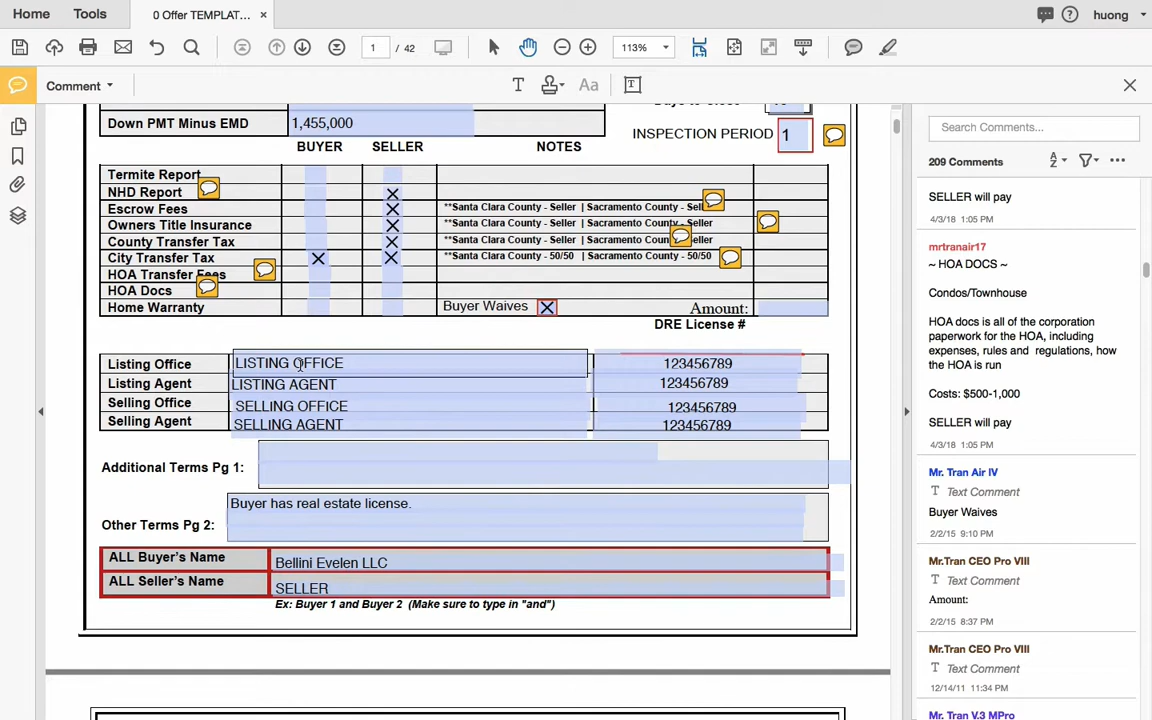 Home Tools 0 Offer TEMPLAT... × huong
1 / 42 113%
Comment
Down PMT Minus EMD 1,455,000
INSPECTION PERIOD 1
BUYER SELLER NOTES
Termite Report
NHD Report
Escrow Fees **Santa Clara County - Seller | Sacramento County - Sell
Owners Title Insurance **Santa Clara County - Seller | Sacramento County - Seller
County Transfer Tax **Santa Clara County - Seller | Sacramento Coun - Seller
City Transfer Tax **Santa Clara County - 50/50 | Sacramento County - 50/50
HOA Transfer Fees
HOA Docs
Home Warranty Buyer Waives Amount:
DRE License #
Listing Office LISTING OFFICE 123456789
Listing Agent LISTING AGENT 123456789
Selling Office SELLING OFFICE 123456789
Selling Agent SELLING AGENT 123456789
Additional Terms Pg 1:
Buyer has real estate license.
Other Terms Pg 2:
ALL Buyer's Name Bellini Evelen LLC
ALL Seller's Name SELLER
Ex: Buyer 1 and Buyer 2 (Make sure to type in "and")
Search Comments...
209 Comments
SELLER will pay
4/3/18 1:05 PM
mrtranair17
~ HOA DOCS ~
Condos/Townhouse
HOA docs is all of the corporation
paperwork for the HOA, including
expenses, rules and regulations, how
the HOA is run
Costs: $500-1,000
SELLER will pay
4/3/18 1:05 PM
Mr. Tran Air IV
Text Comment
Buyer Waives
2/2/15 9:10 PM
Mr.Tran CEO Pro VIII
Text Comment
Amount:
2/2/15 8:37 PM
Mr.Tran CEO Pro VIII
Text Comment
12/14/11 11:34 PM
Mr. Tran V.3 MPro